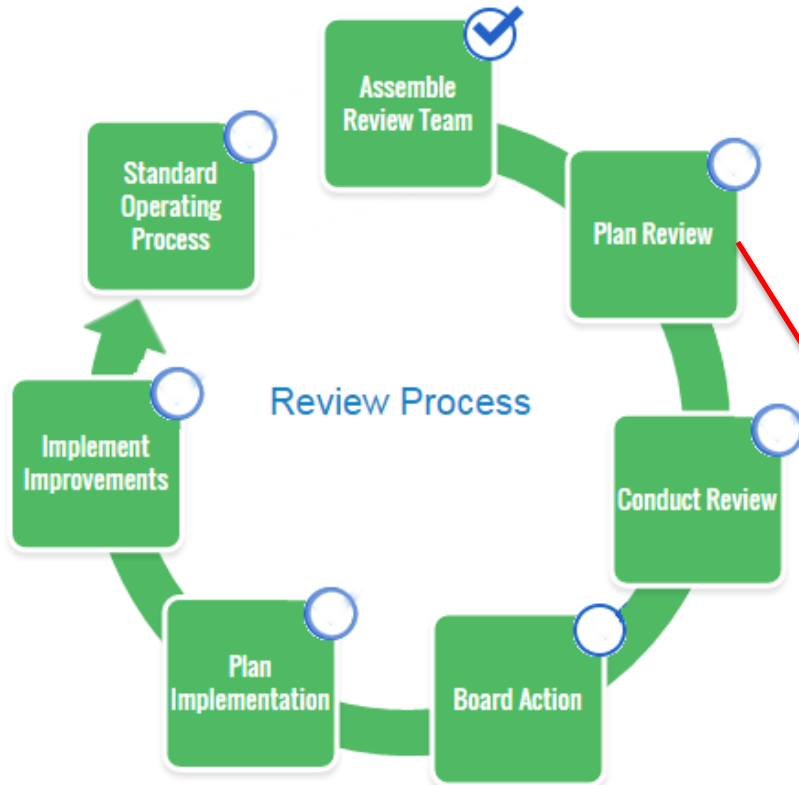 Assemble
Review Team
Plan Review
Conduct Review
Board Action
Plan
Implementation
Implement
Improvements
Standard
Operating
Process
Review Process